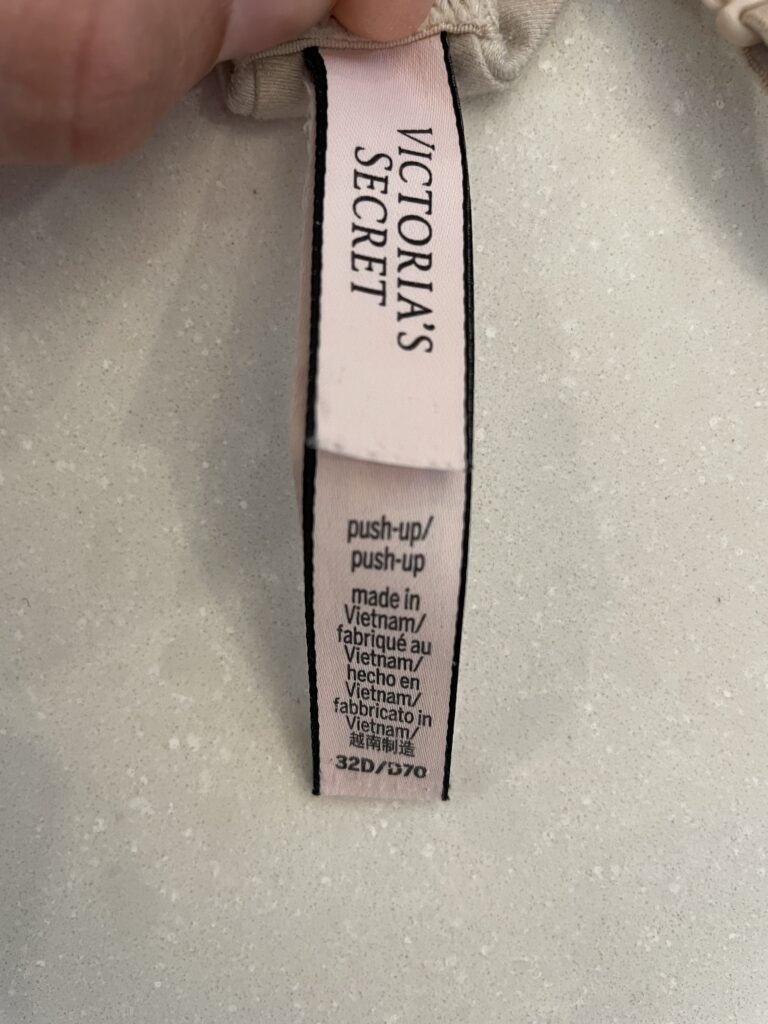 VICTORIA'S
SECRET
push-up/
push-up
made in
Vietnam/
fabriqué au
Vietnam/
hecho en
Vietnam/
fabbricato in
Vietnam/
越南制造
32D/D70